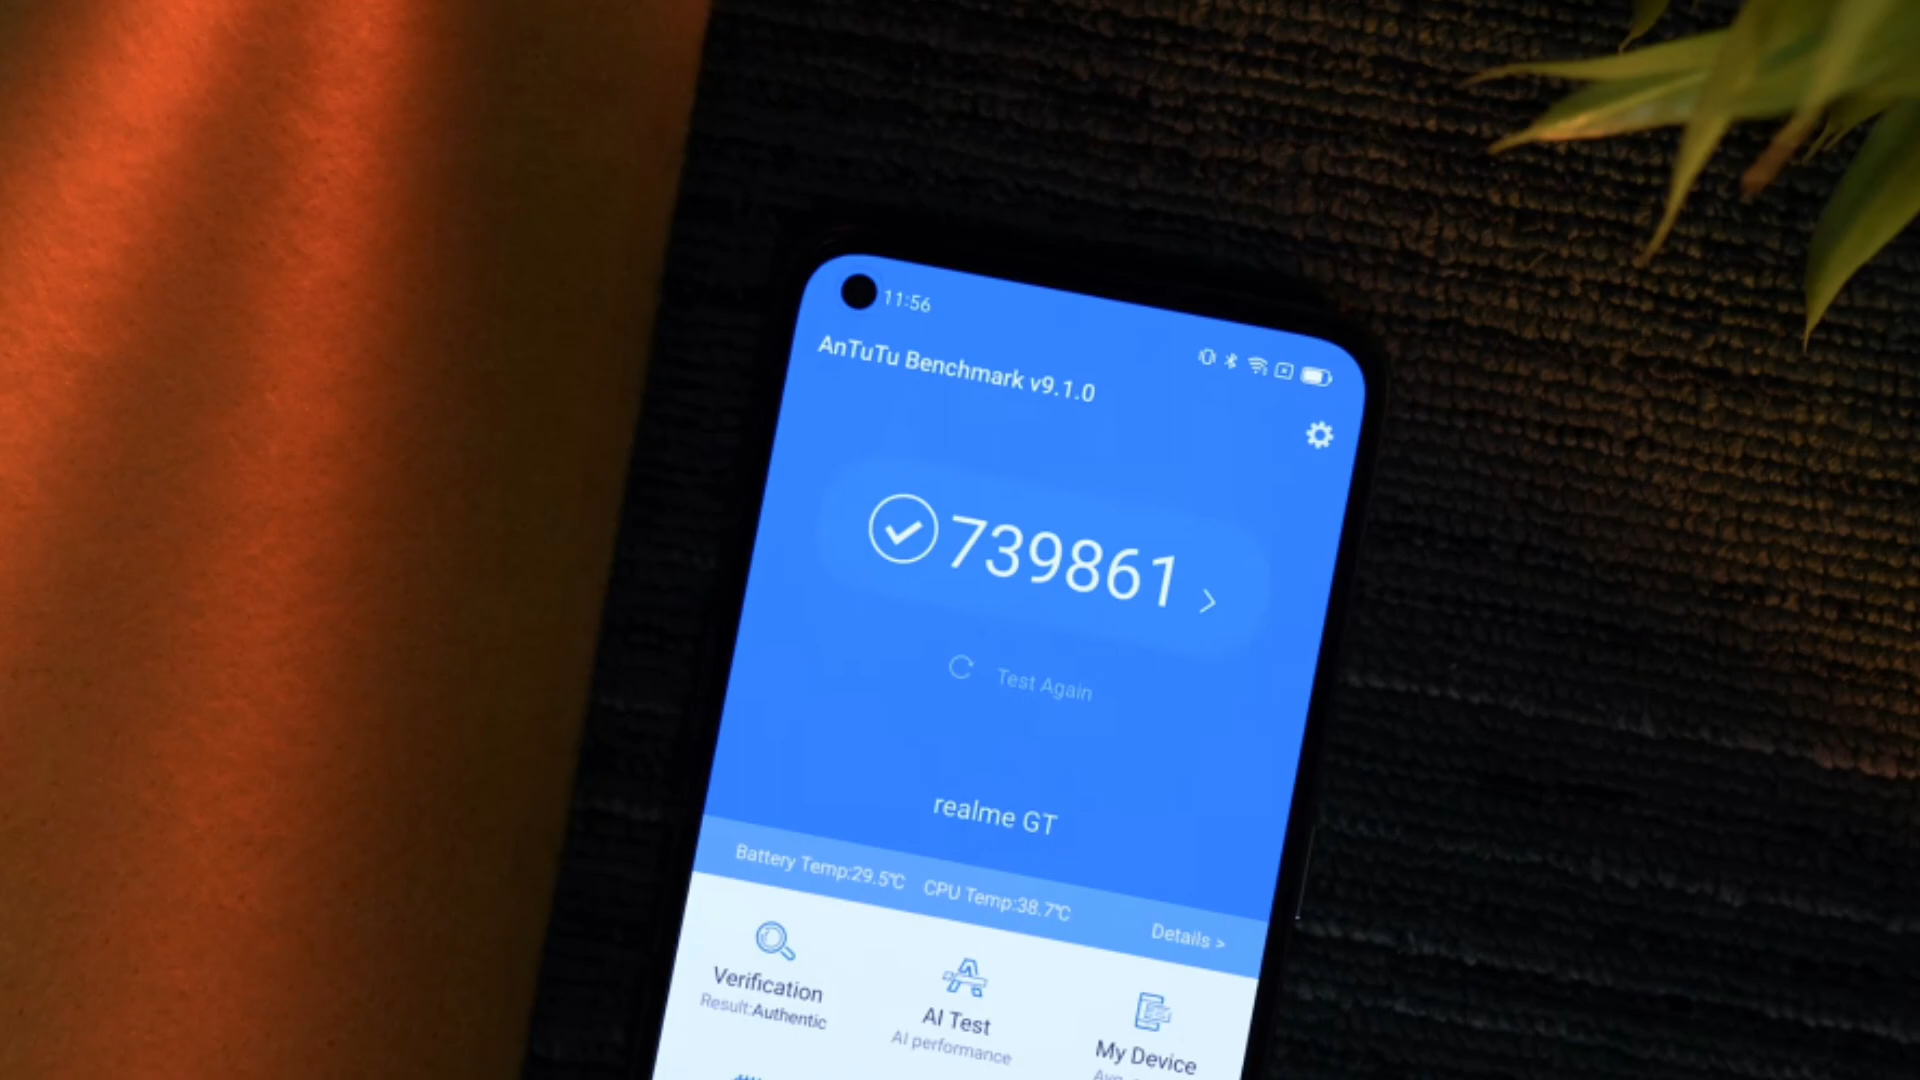 11:56
AnTuTu Benchmark v9.1.0
739861 >
Test Again
realme GT
Battery Temp:29.5℃ CPU Temp:38.7℃ Details >
Verification
Result:Authentic
AI Test
AI performance
My Device